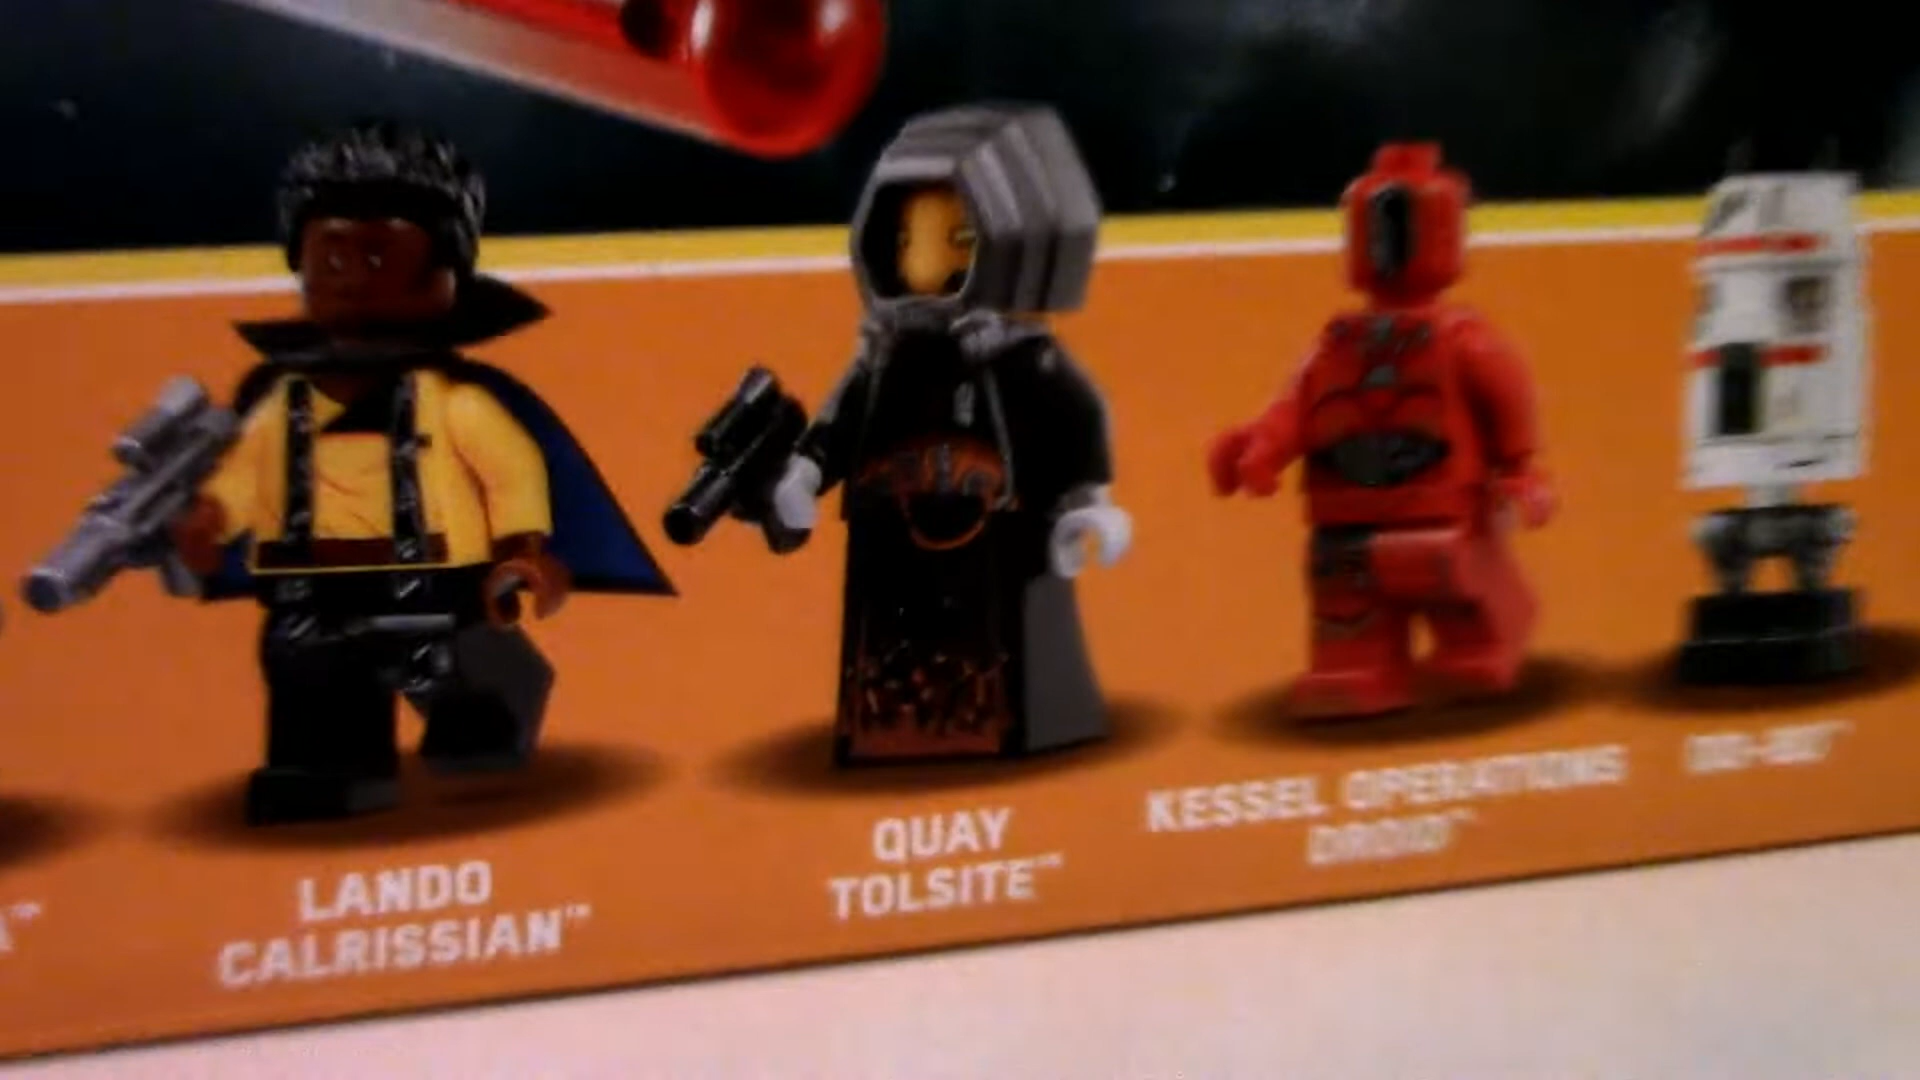 LANDO
CALRISSIAN™
QUAY
TOLSITE™
KESSEL OPERATIONS
DROID™